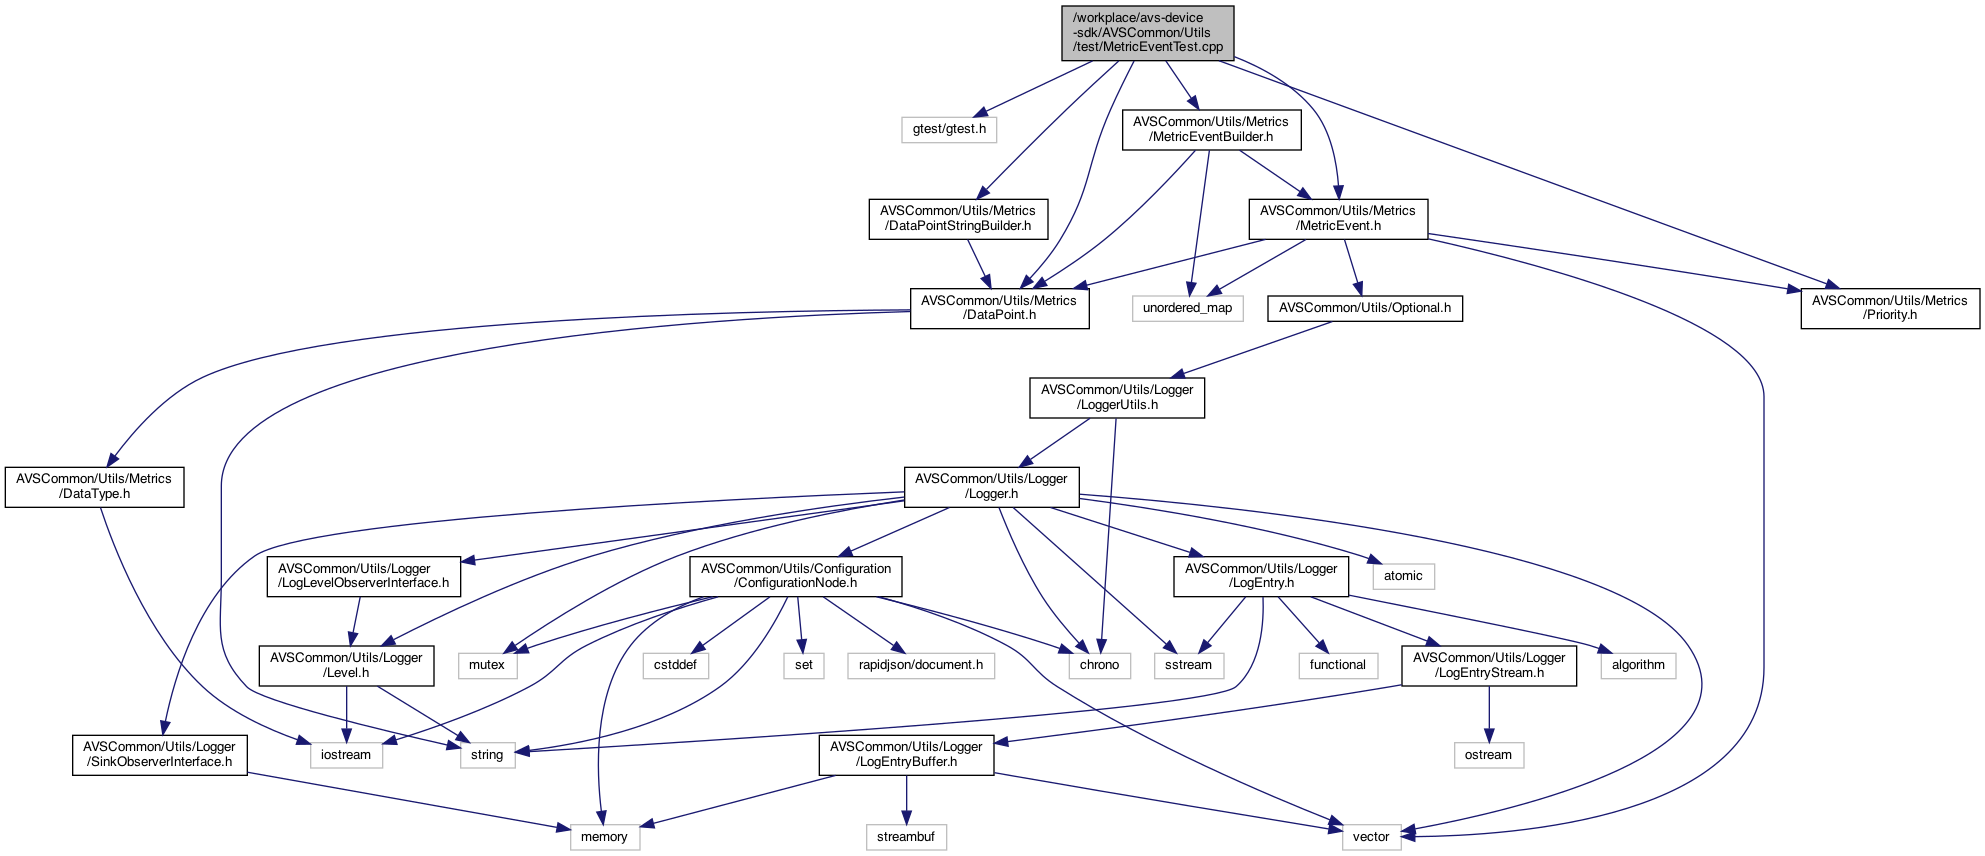 /workplace/avs-device
-sdk/AVSCommon/Utils
/test/MetricEventTest.cpp
gtest/gtest.h
AVSCommon/Utils/Metrics
/MetricEventBuilder.h
AVSCommon/Utils/Metrics
/DataPointStringBuilder.h
AVSCommon/Utils/Metrics
/MetricEvent.h
AVSCommon/Utils/Metrics
/DataPoint.h
unordered_map
AVSCommon/Utils/Optional.h
AVSCommon/Utils/Metrics
/Priority.h
AVSCommon/Utils/Logger
/LoggerUtils.h
AVSCommon/Utils/Metrics
/DataType.h
AVSCommon/Utils/Logger
/Logger.h
AVSCommon/Utils/Logger
/LogLevelObserverInterface.h
AVSCommon/Utils/Configuration
/ConfigurationNode.h
AVSCommon/Utils/Logger
/LogEntry.h
atomic
AVSCommon/Utils/Logger
/Level.h
mutex
cstddef
set
rapidjson/document.h
chrono
sstream
functional
AVSCommon/Utils/Logger
/LogEntryStream.h
algorithm
AVSCommon/Utils/Logger
/SinkObserverInterface.h
iostream
string
AVSCommon/Utils/Logger
/LogEntryBuffer.h
ostream
memory
streambuf
vector